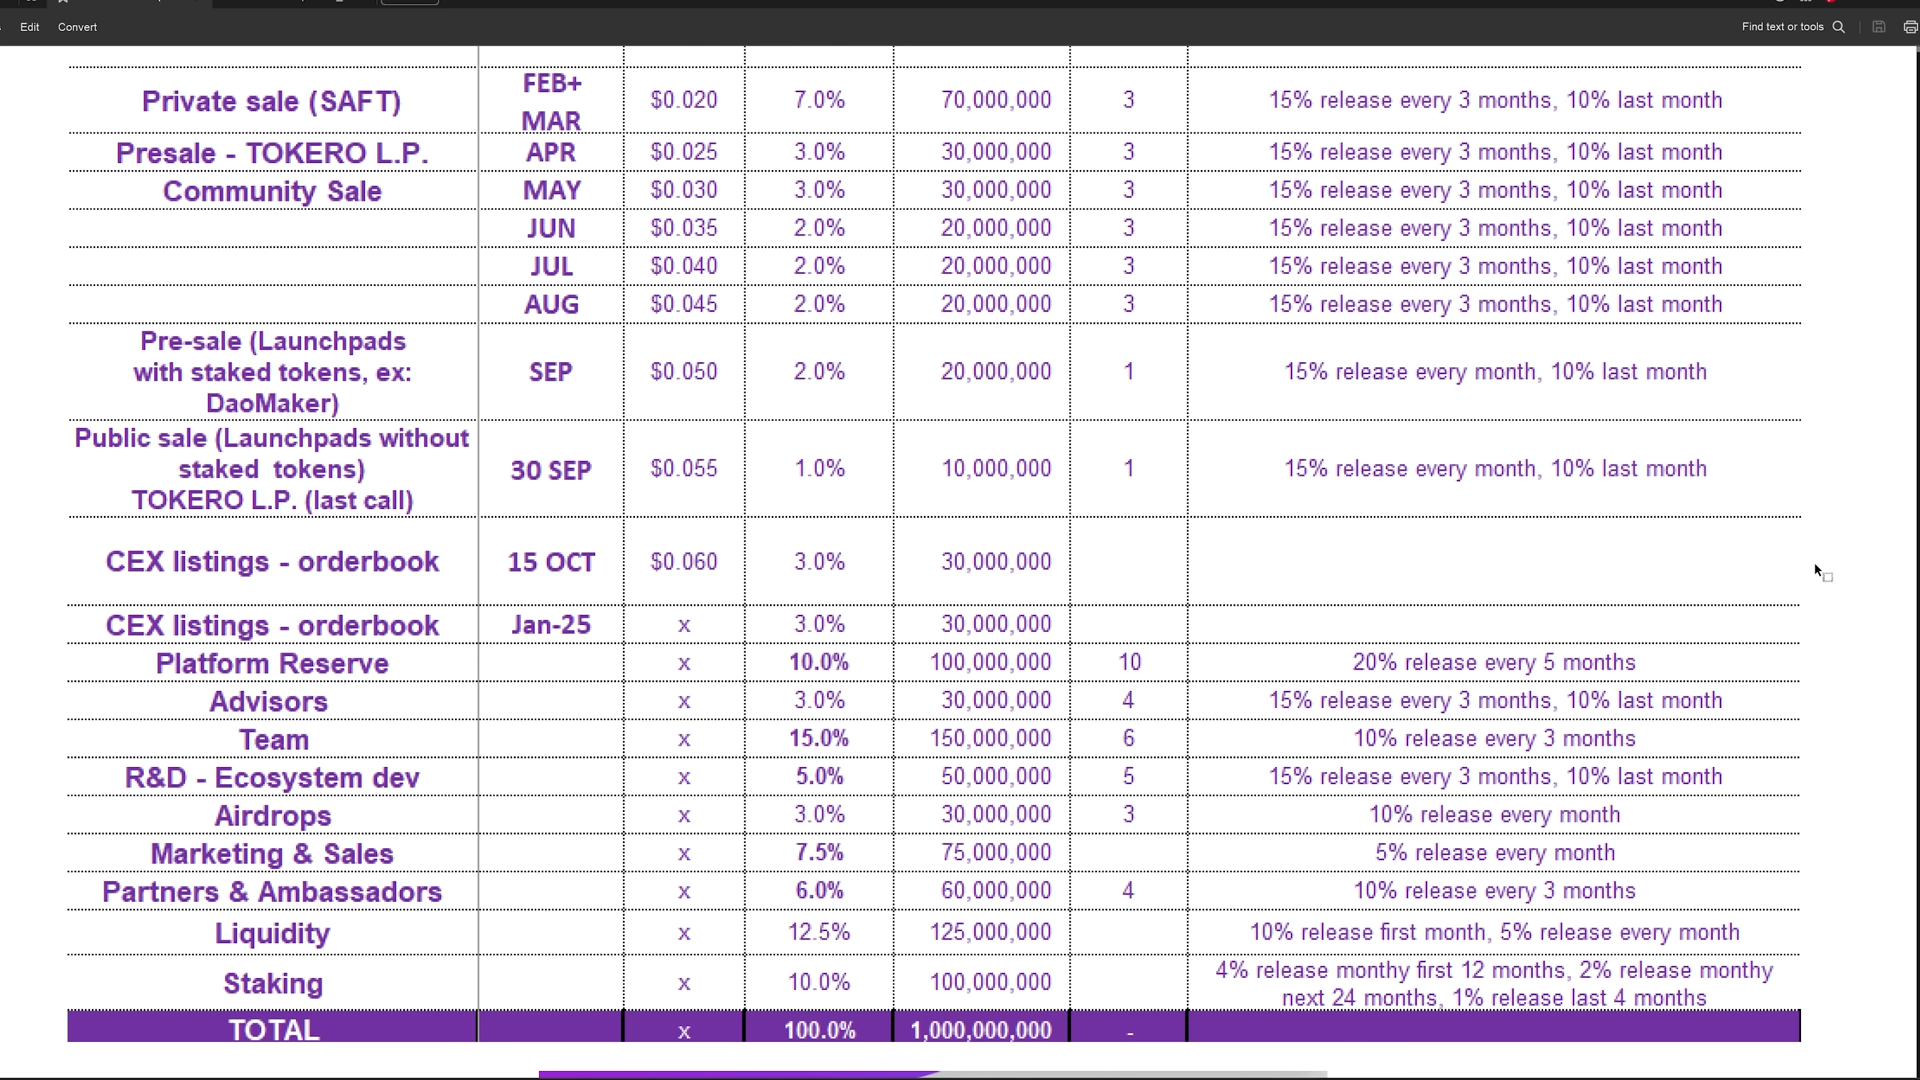 Edit Convert Find text or tools
Private sale (SAFT) FEB+ MAR $0.020 7.0% 70,000,000 3 15% release every 3 months, 10% last month
Presale - TOKERO L.P. APR $0.025 3.0% 30,000,000 3 15% release every 3 months, 10% last month
Community Sale MAY $0.030 3.0% 30,000,000 3 15% release every 3 months, 10% last month
JUN $0.035 2.0% 20,000,000 3 15% release every 3 months, 10% last month
JUL $0.040 2.0% 20,000,000 3 15% release every 3 months, 10% last month
AUG $0.045 2.0% 20,000,000 3 15% release every 3 months, 10% last month
Pre-sale (Launchpads
with staked tokens, ex:
DaoMaker)
SEP $0.050 2.0% 20,000,000 1 15% release every month, 10% last month
Public sale (Launchpads without
staked tokens)
TOKERO L.P. (last call)
30 SEP $0.055 1.0% 10,000,000 1 15% release every month, 10% last month
CEX listings - orderbook 15 OCT $0.060 3.0% 30,000,000
CEX listings - orderbook Jan-25 x 3.0% 30,000,000
Platform Reserve x 10.0% 100,000,000 10 20% release every 5 months
Advisors x 3.0% 30,000,000 4 15% release every 3 months, 10% last month
Team x 15.0% 150,000,000 6 10% release every 3 months
R&D - Ecosystem dev x 5.0% 50,000,000 5 15% release every 3 months, 10% last month
Airdrops x 3.0% 30,000,000 3 10% release every month
Marketing & Sales x 7.5% 75,000,000 5% release every month
Partners & Ambassadors x 6.0% 60,000,000 4 10% release every 3 months
Liquidity x 12.5% 125,000,000 10% release first month, 5% release every month
Staking x 10.0% 100,000,000 4% release monthy first 12 months, 2% release monthy
next 24 months, 1% release last 4 months
TOTAL x 100.0% 1,000,000,000 -